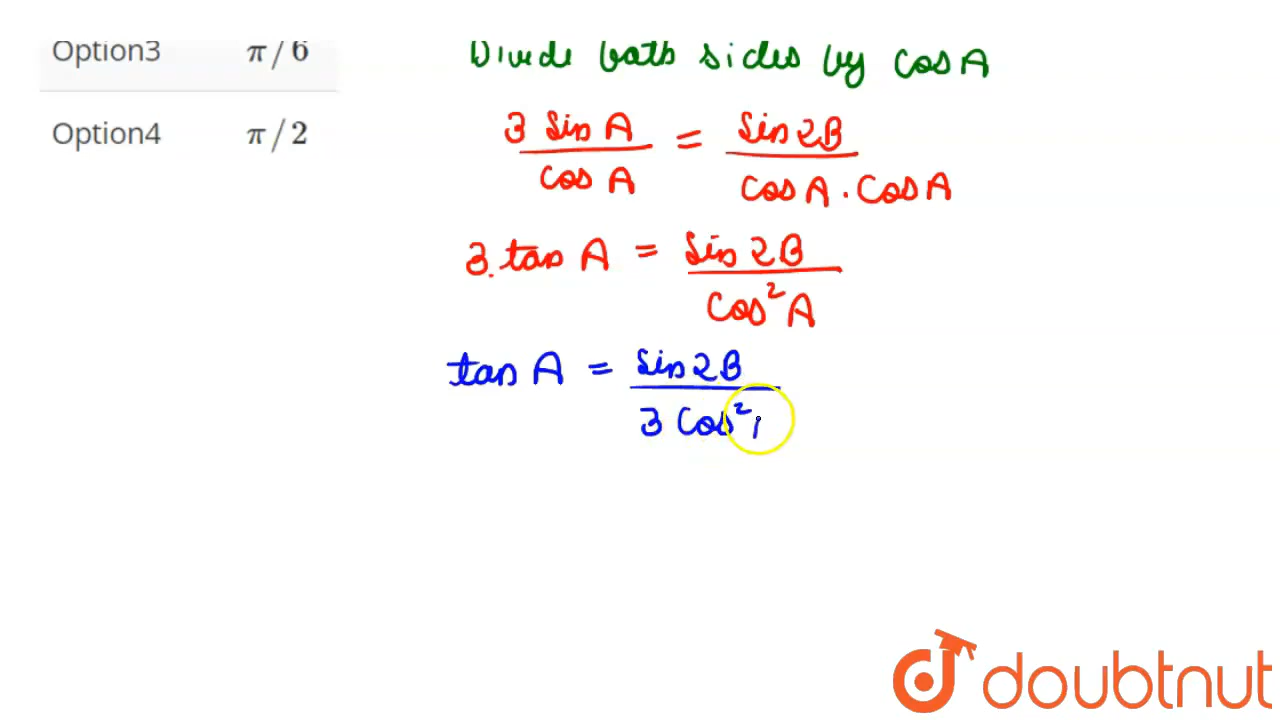 Option3 π/6
Option4 π/2
Divide both sides by cos A
3 sin A / cos A = sin 2B / cos A . cos A
3. tan A = sin 2B / cos² A
tan A = sin 2B / 3 cos²
doubtnut